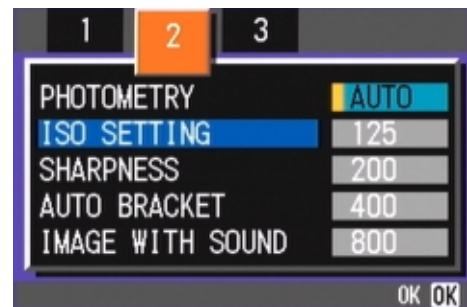 1 2 3
PHOTOMETRY AUTO
ISO SETTING 125
SHARPNESS 200
AUTO BRACKET 400
IMAGE WITH SOUND 800
OK OK